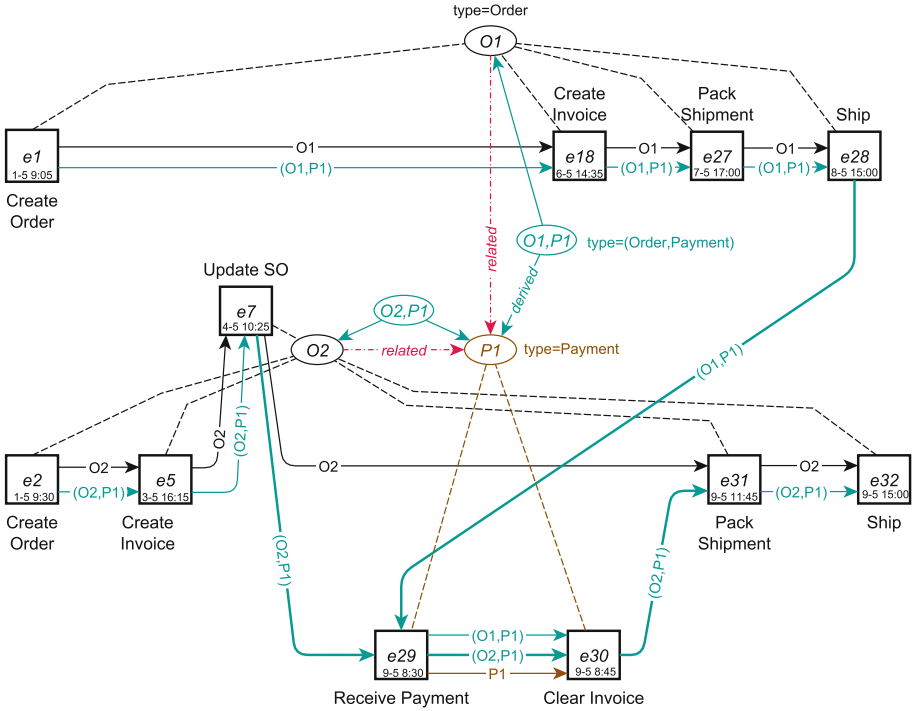 type=Order
O1
Create
Invoice
Pack
Shipment
Ship
e1
1-5 9:05
O1
(O1,P1)
e18
6-5 14:35
O1
(O1,P1)
e27
7-5 17:00
O1
(O1,P1)
e28
8-5 15:00
Create
Order
related
O1,P1
type=(Order,Payment)
derived
Update SO
e7
4-5 10:25
O2,P1
O2
related
P1
type=Payment
(O1,P1)
O2
(O2,P1)
e2
1-5 9:30
O2
(O2,P1)
e5
3-5 16:15
O2
e31
9-5 11:45
O2
(O2,P1)
e32
9-5 15:00
Create
Order
Create
Invoice
Pack
Shipment
Ship
(O2,P1)
(O2,P1)
e29
9-5 8:30
(O1,P1)
(O2,P1)
P1
e30
9-5 8:45
Receive Payment
Clear Invoice